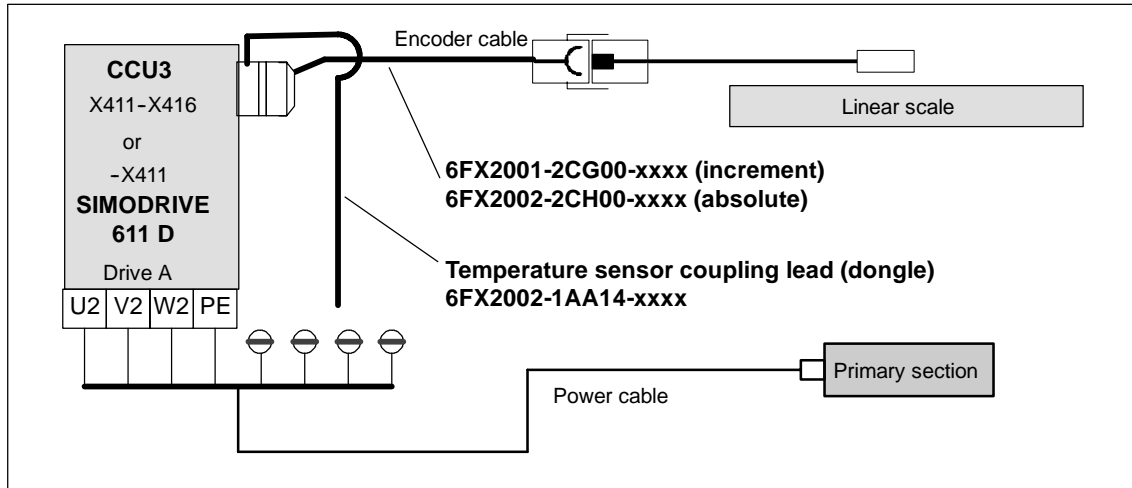 CCU3
X411-X416
or
-X411
SIMODRIVE
611 D
Drive A
U2 V2 W2 PE
Encoder cable
Linear scale
6FX2001-2CG00-xxxx (increment)
6FX2002-2CH00-xxxx (absolute)
Temperature sensor coupling lead (dongle)
6FX2002-1AA14-xxxx
Power cable
Primary section